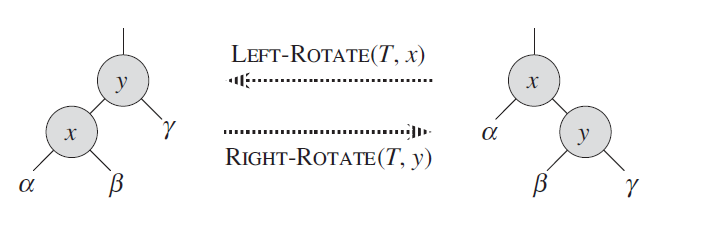 LEFT-ROTATE(T, x)
y
x
x
γ
α
y
RIGHT-ROTATE(T, y)
α
β
β
γ